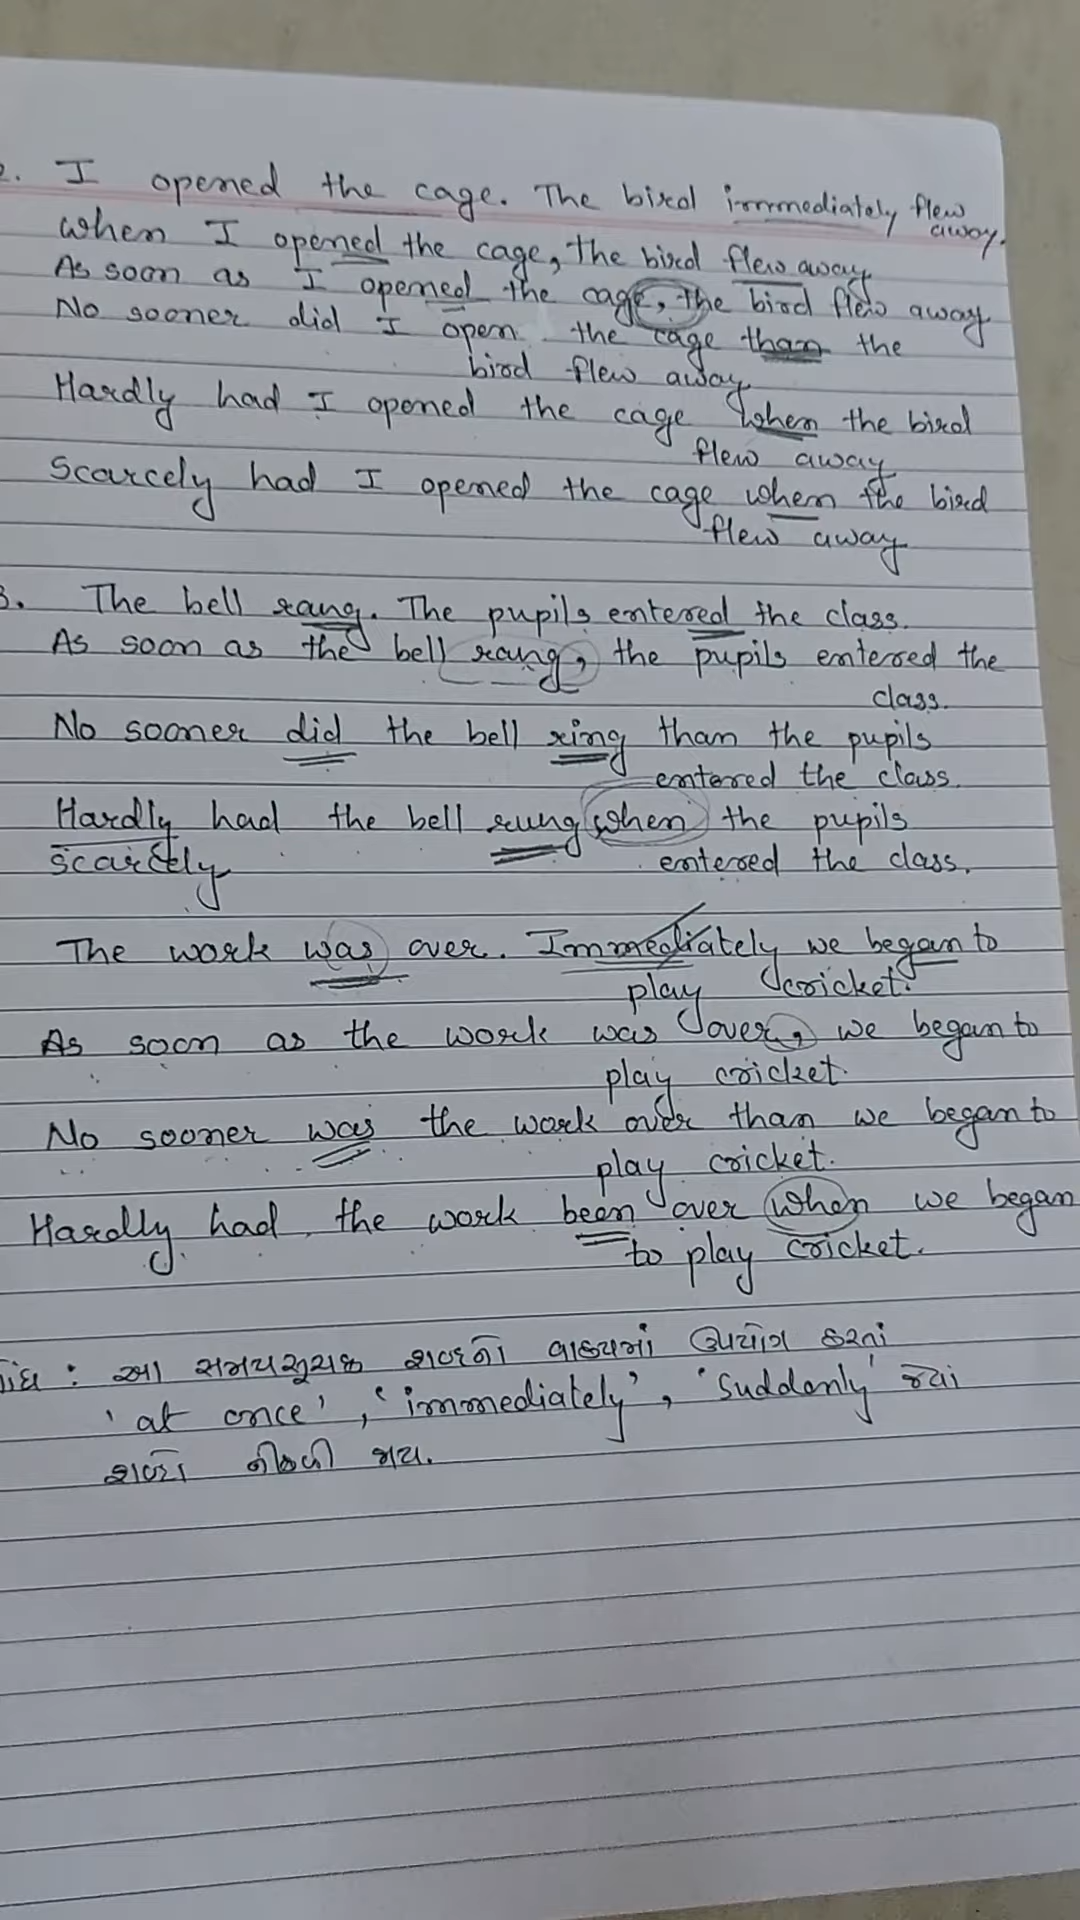 2. I opened the cage. The bird immediately flew
away.
when I opened the cage, the bird flew away.
As soon as I opened the cage, the bird flew away.
No sooner did I open the cage than the
bird flew away.
Hardly had I opened the cage when the bird
flew away.
Scarcely had I opened the cage when the bird
flew away
3. The bell rang. The pupils entered the class.
As soon as the bell rang, the pupils entered the
class.
No sooner did the bell ring than the pupils
entered the class.
Hardly had the bell rung when the pupils
Scarcely entered the class.
The work was over. Immediately we began to
play cricket.
As soon as the work was over, we began to
play cricket.
No sooner was the work over than we began to
play cricket.
Hardly had the work been over when we began
to play cricket.
: આ સમયસૂચક શબ્દનો વાક્યમાં ઉપયોગ કરતાં
'at once', 'immediately', 'Suddenly' જેવાં
શબ્દો નીકળી જાય.